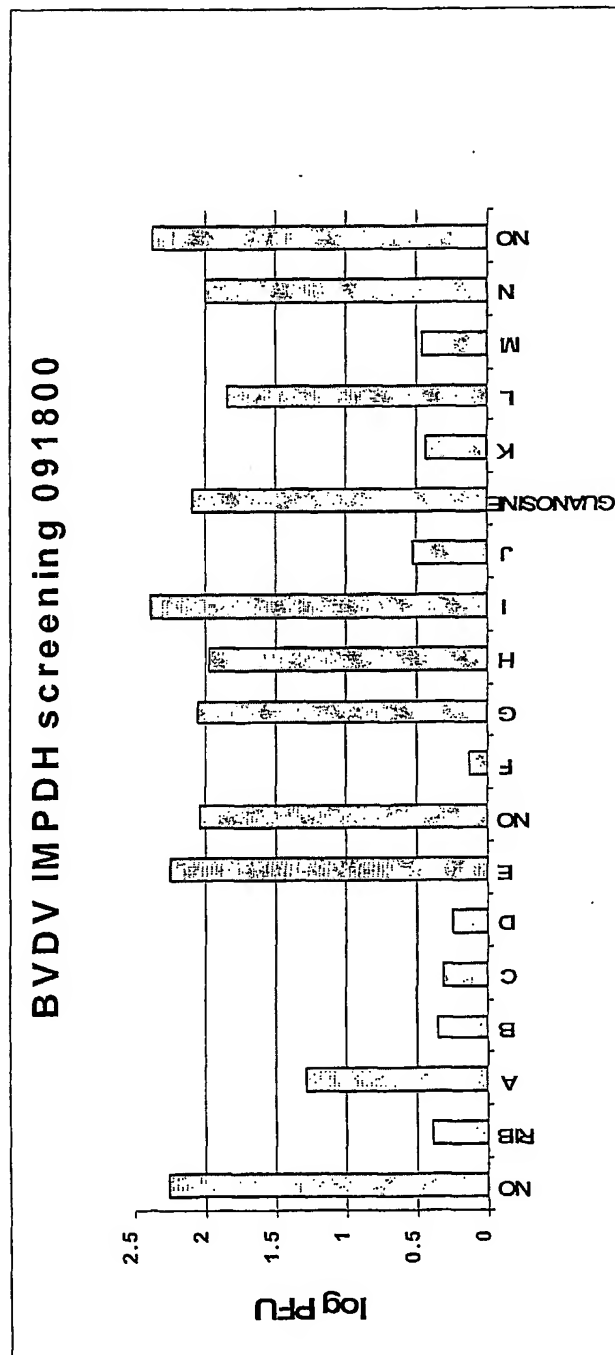 BVDV IMPDH screening 091800
log PFU
2.5
2
1.5
1
0.5
0
NO
RIB
A
B
C
D
E
NO
F
G
H
I
J
GUANOSINE
K
L
M
N
NO